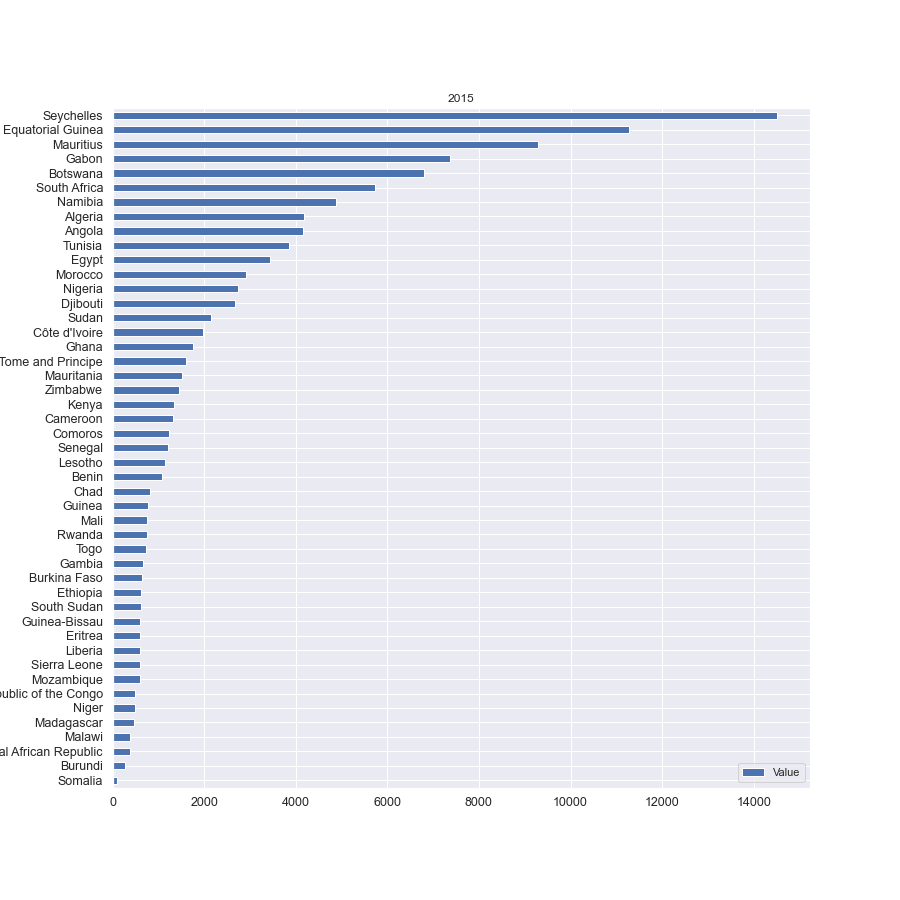 2015
Seychelles
Equatorial Guinea
Mauritius
Gabon
Botswana
South Africa
Namibia
Algeria
Angola
Tunisia
Egypt
Morocco
Nigeria
Djibouti
Sudan
Côte d'Ivoire
Ghana
Tome and Principe
Mauritania
Zimbabwe
Kenya
Cameroon
Comoros
Senegal
Lesotho
Benin
Chad
Guinea
Mali
Rwanda
Togo
Gambia
Burkina Faso
Ethiopia
South Sudan
Guinea-Bissau
Eritrea
Liberia
Sierra Leone
Mozambique
public of the Congo
Niger
Madagascar
Malawi
al African Republic
Burundi
Somalia
Value
0 2000 4000 6000 8000 10000 12000 14000